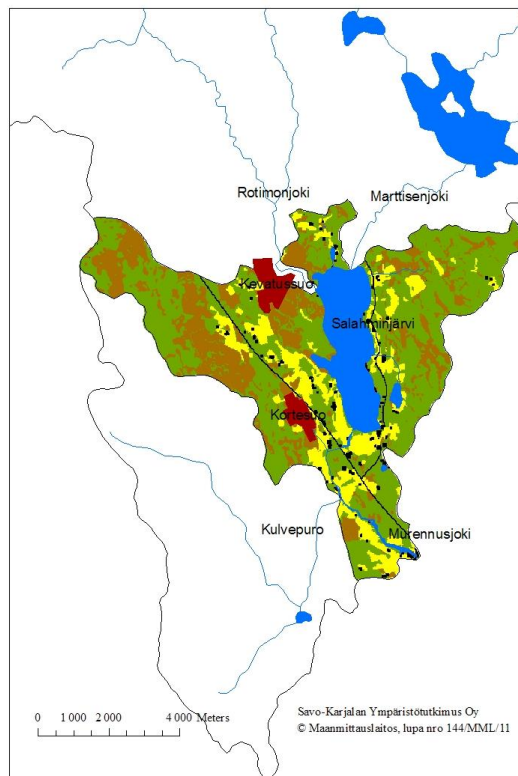 Rotimonjoki
Marttisenjoki
Kevatussuo
Salahminjärvi
Kortesuo
Kulvepuro
Murennusjoki
Savo-Karjalan Ympäristötutkimus Oy
© Maanmittauslaitos, lupa nro 144/MML/11
0 1 000 2 000 4 000 Meters